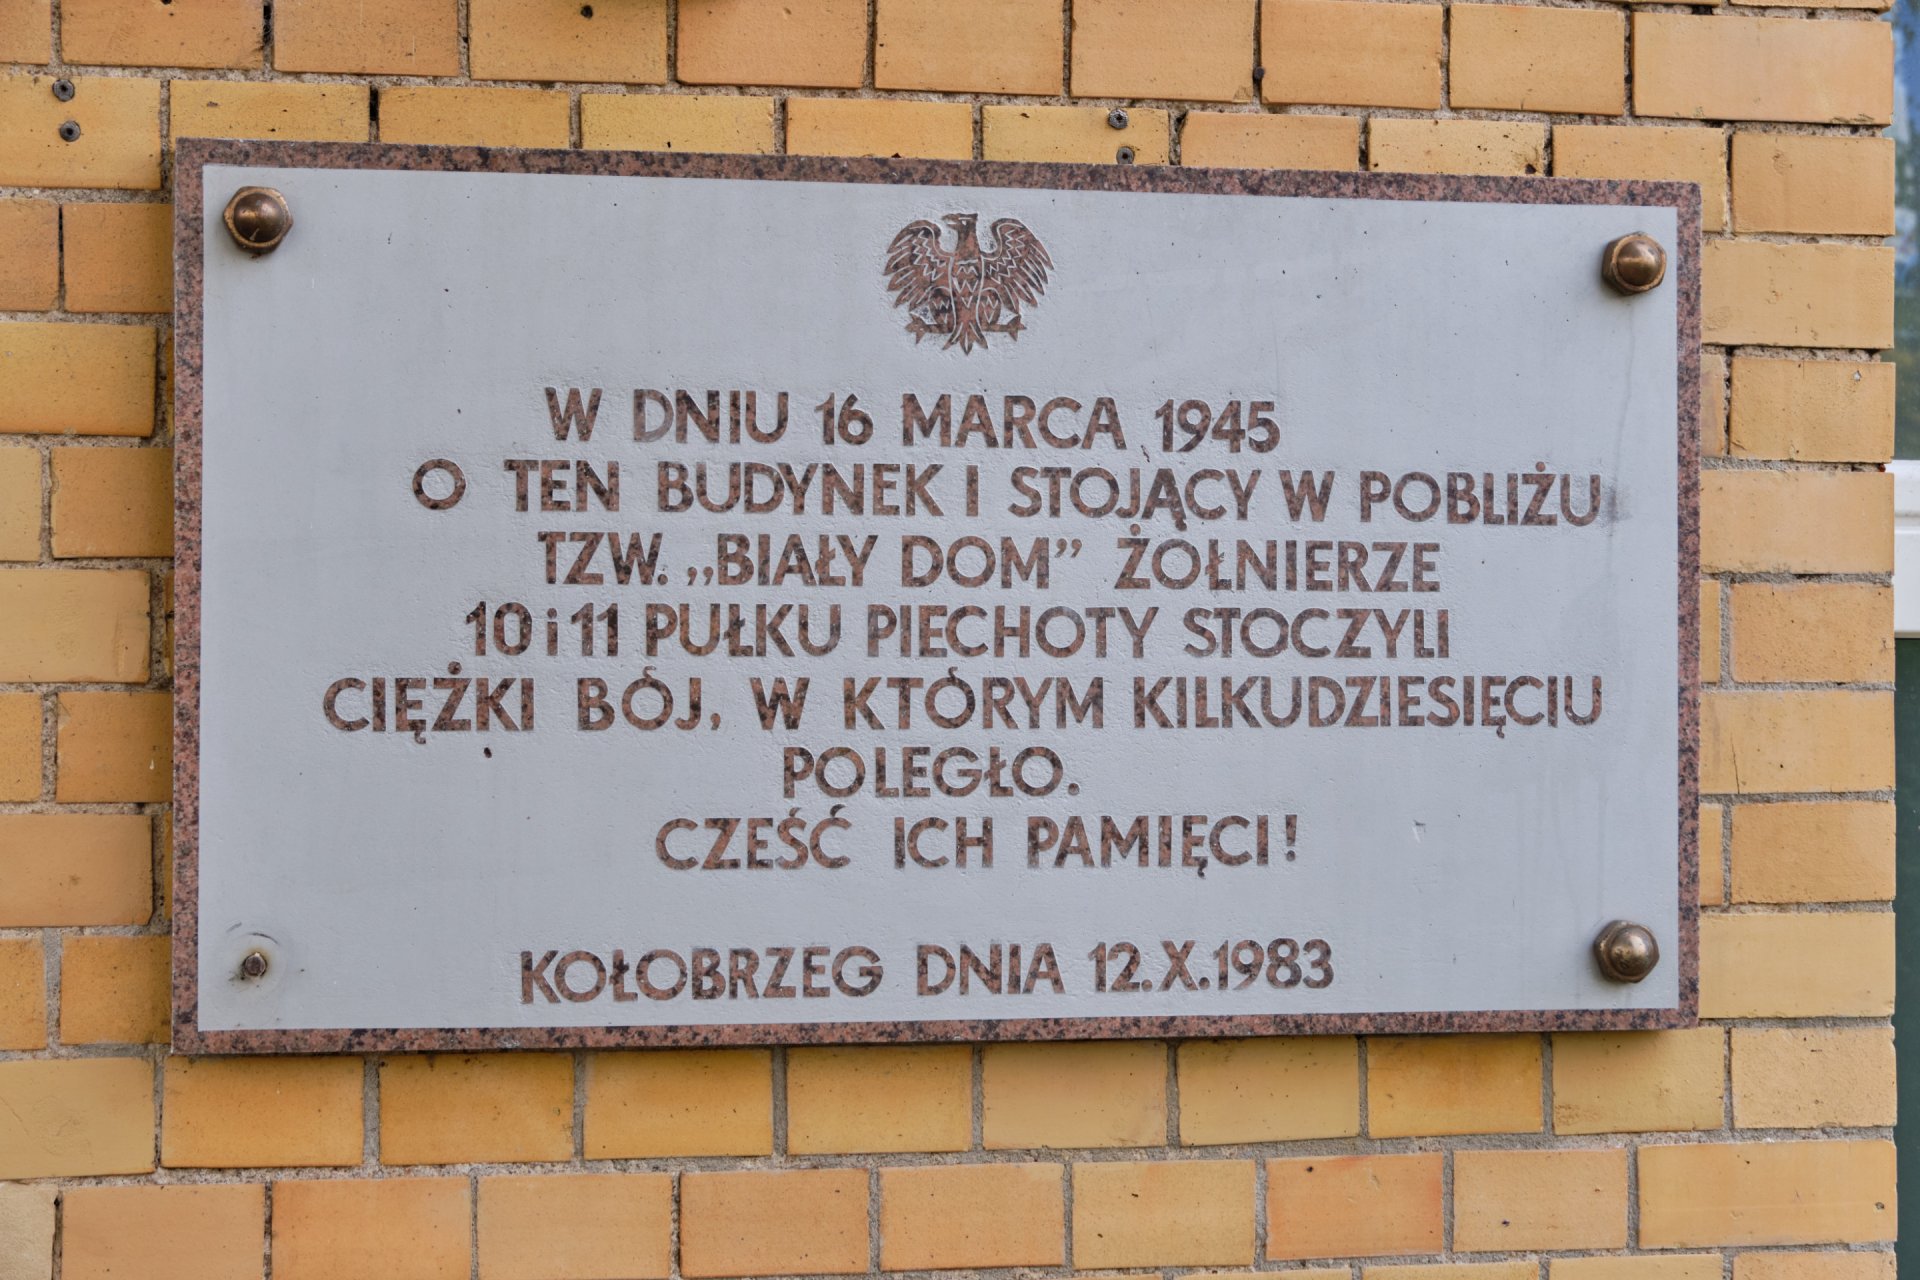 W DNIU 16 MARCA 1945
O TEN BUDYNEK I STOJĄCY W POBLIŻU
TZW. „BIAŁY DOM" ŻOŁNIERZE
10 i 11 PUŁKU PIECHOTY STOCZYLI
CIĘŻKI BÓJ, W KTÓRYM KILKUDZIESIĘCIU
POLEGŁO.
CZEŚĆ ICH PAMIĘCI!
KOŁOBRZEG DNIA 12.X.1983